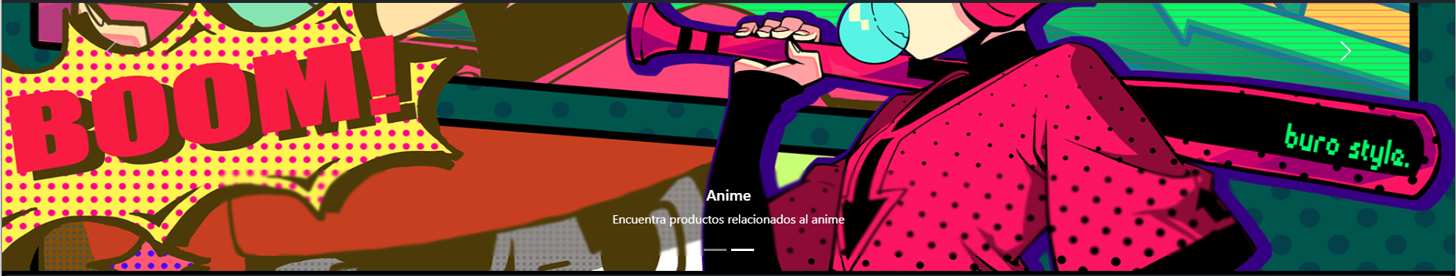 BOOM!
buro style.
Anime
Encuentra productos relacionados al anime